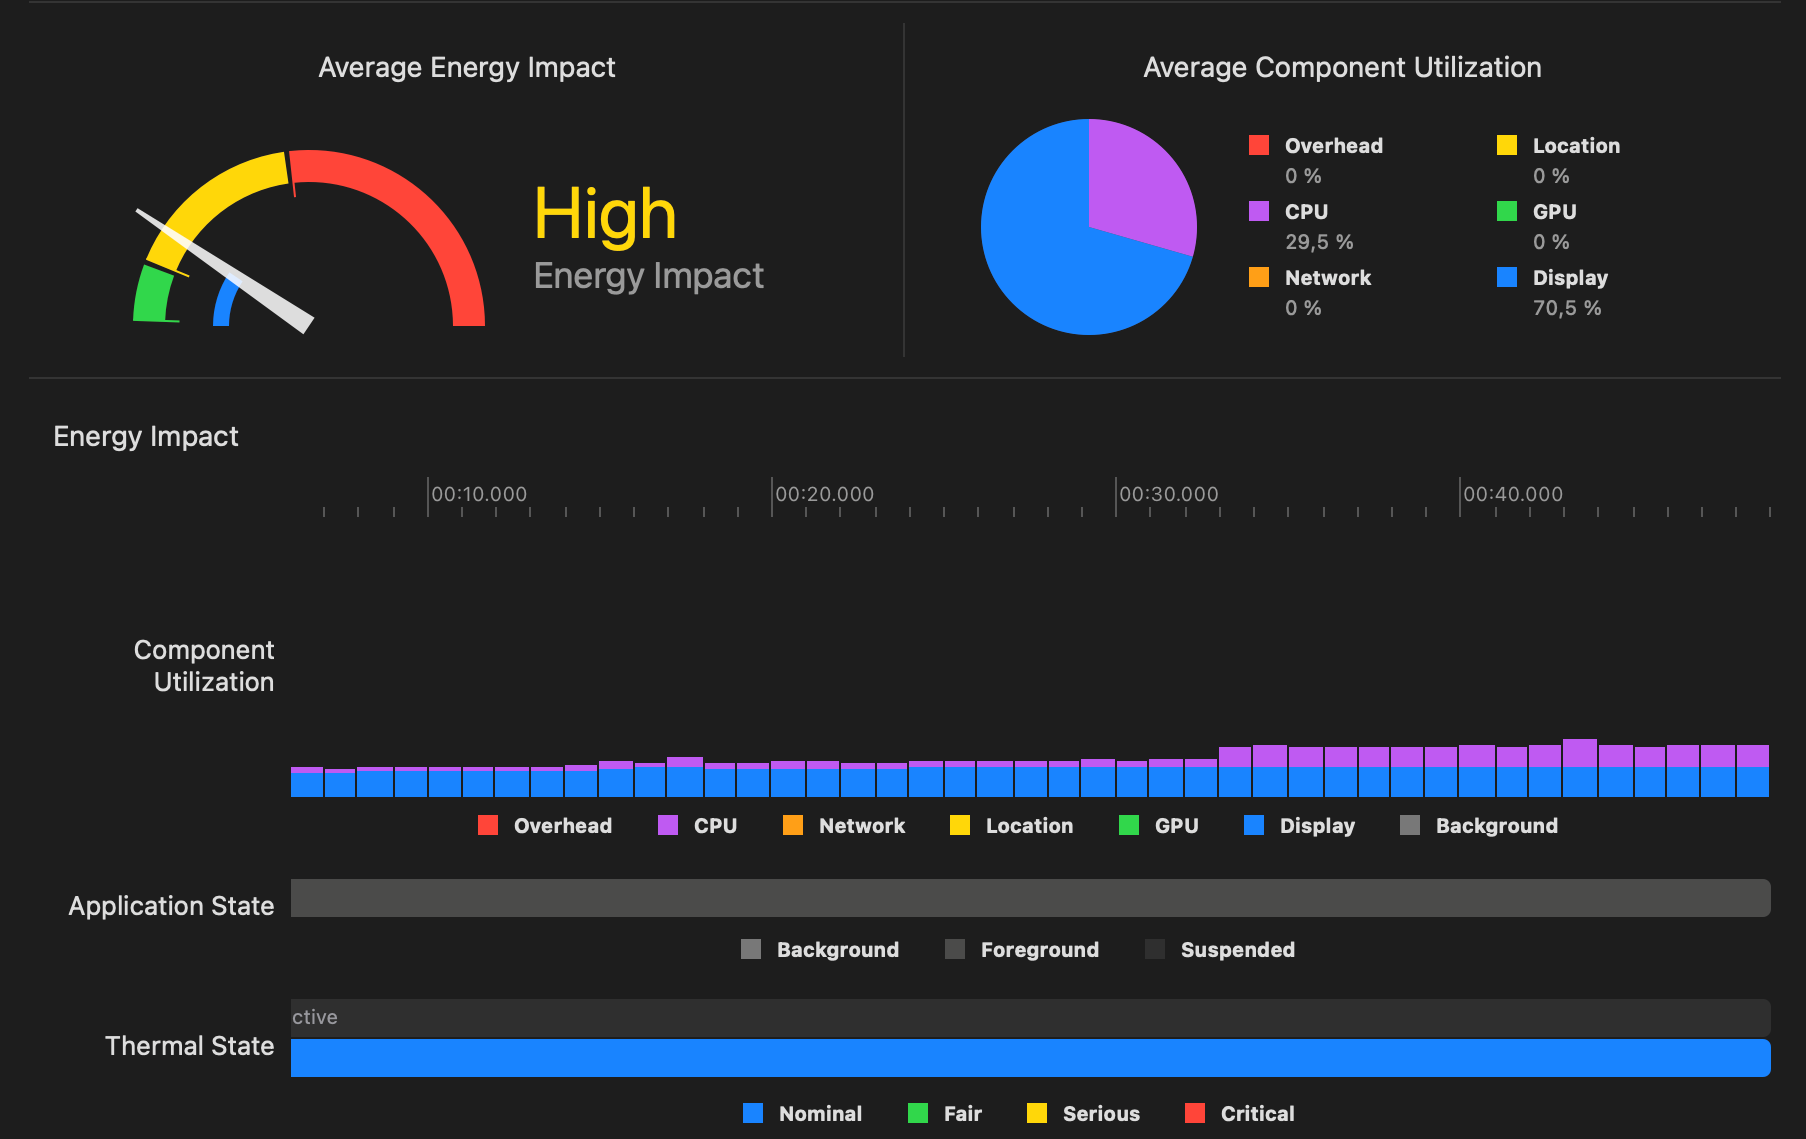 Average Energy Impact
High
Energy Impact
Average Component Utilization
Overhead
0 %
Location
0 %
CPU
29,5 %
GPU
0 %
Network
0 %
Display
70,5 %
Energy Impact
00:10.000 00:20.000 00:30.000 00:40.000
Component
Utilization
Overhead CPU Network Location GPU Display Background
Application State
Background Foreground Suspended
ctive
Thermal State
Nominal Fair Serious Critical